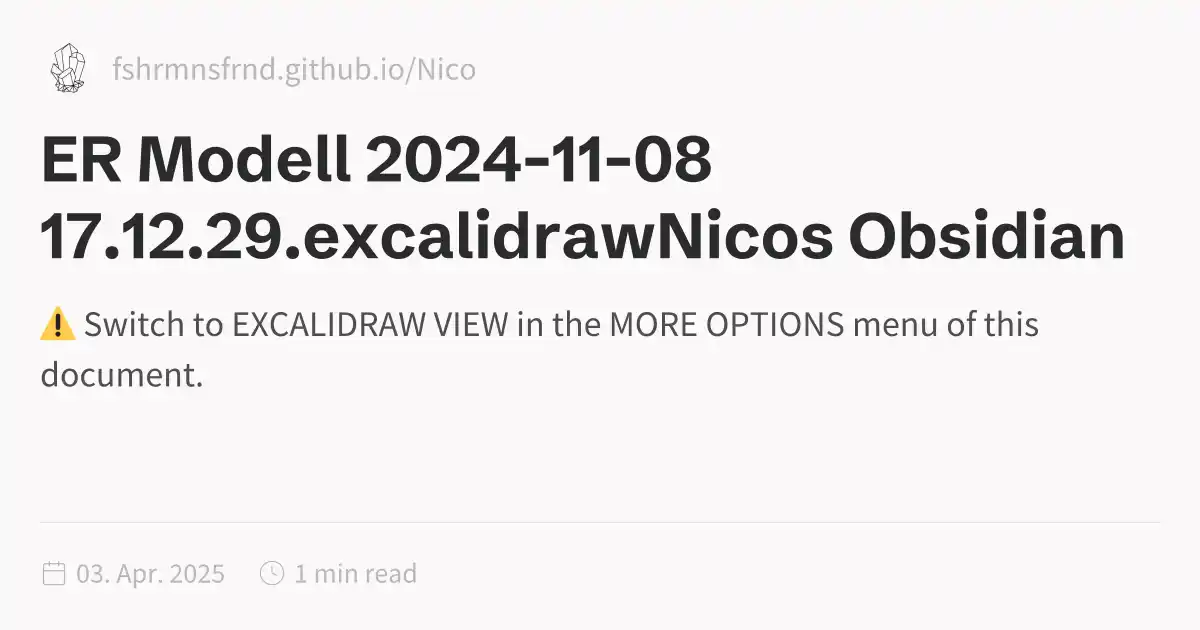 fshrmnsfrnd.github.io/Nico
ER Modell 2024-11-08
17.12.29.excalidrawNicos Obsidian
⚠️ Switch to EXCALIDRAW VIEW in the MORE OPTIONS menu of this
document.
03. Apr. 2025 1 min read